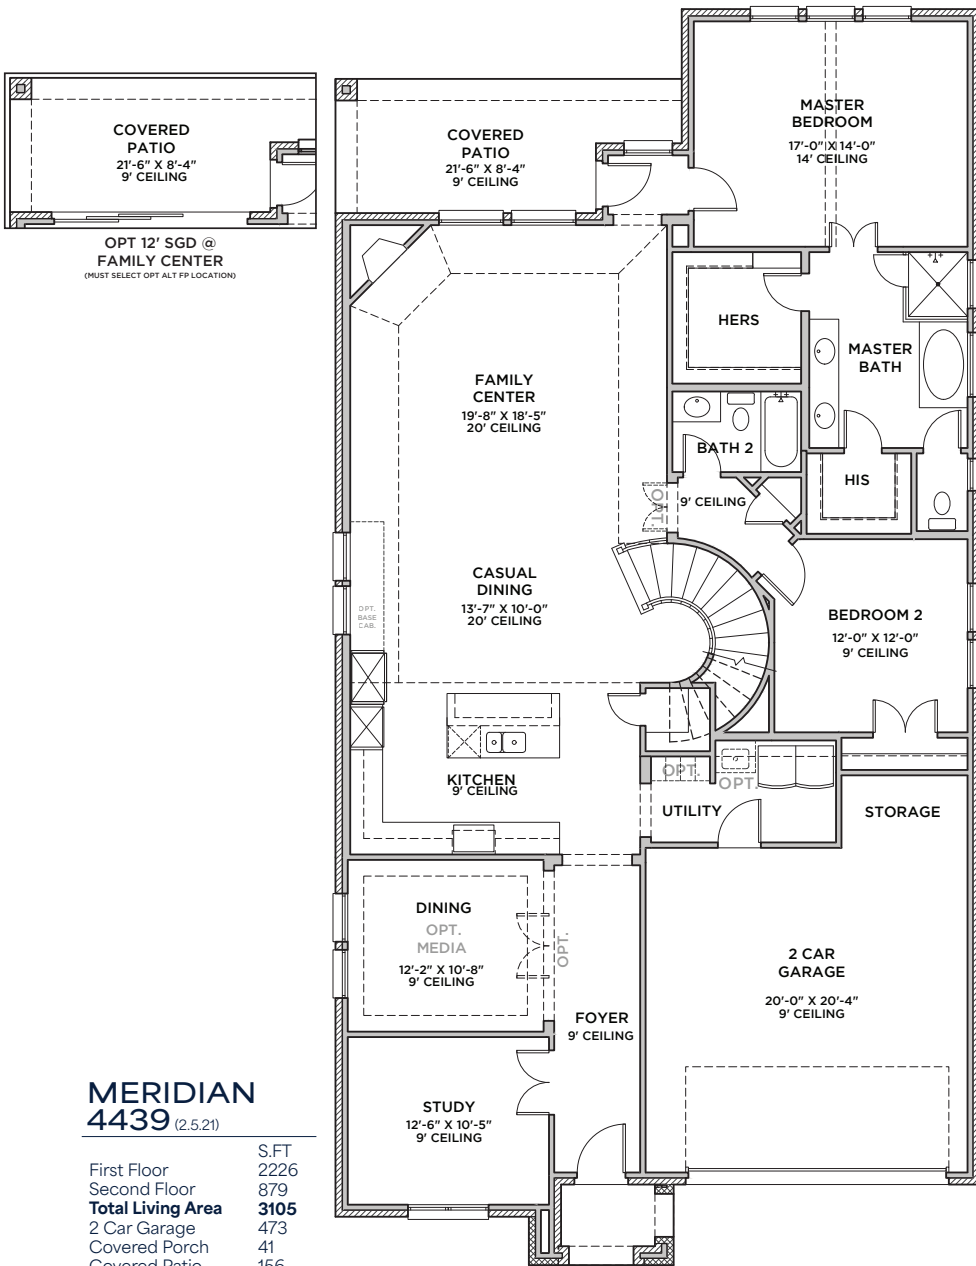 COVERED
PATIO
21'-6" X 8'-4"
9' CEILING
OPT 12' SGD @
FAMILY CENTER
(MUST SELECT OPT ALT FP LOCATION)
COVERED
PATIO
21'-6" X 8'-4"
9' CEILING
MASTER
BEDROOM
17'-0" X 14'-0"
14' CEILING
HERS
MASTER
BATH
FAMILY
CENTER
19'-8" X 18'-5"
20' CEILING
BATH 2
HIS
OPT.
9' CEILING
CASUAL
DINING
13'-7" X 10'-0"
20' CEILING
OPT.
BASE
CAB.
BEDROOM 2
12'-0" X 12'-0"
9' CEILING
KITCHEN
9' CEILING
OPT.
OPT.
UTILITY
STORAGE
DINING
OPT.
MEDIA
12'-2" X 10'-8"
9' CEILING
OPT.
2 CAR
GARAGE
20'-0" X 20'-4"
9' CEILING
FOYER
9' CEILING
STUDY
12'-6" X 10'-5"
9' CEILING
MERIDIAN
4439 (2.5.21)
S.FT
First Floor 2226
Second Floor 879
Total Living Area 3105
2 Car Garage 473
Covered Porch 41
Covered Patio 156